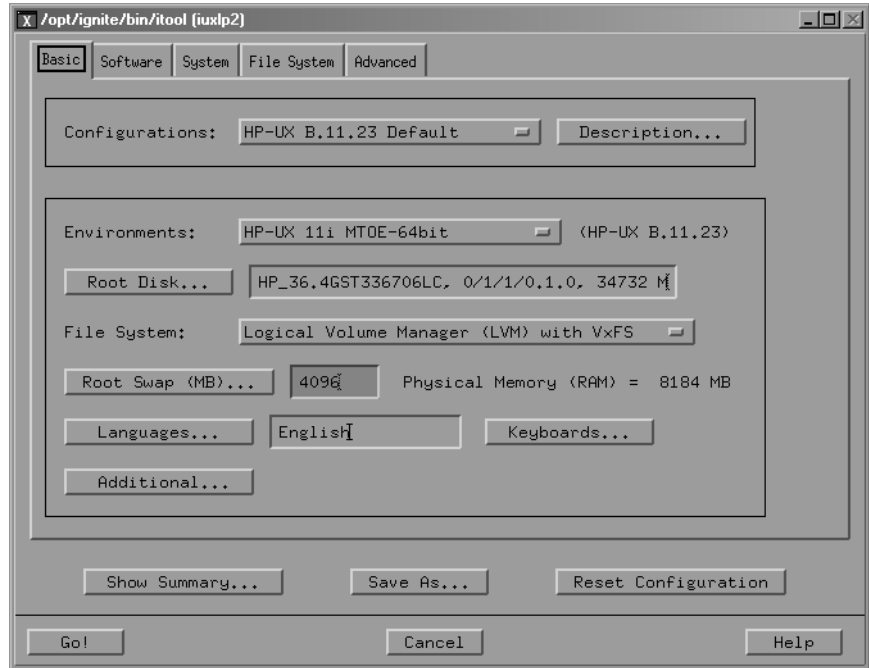 X /opt/ignite/bin/itool (iuxlp2)
Basic Software System File System Advanced
Configurations: HP-UX B.11.23 Default Description...
Environments: HP-UX 11i MTOE-64bit (HP-UX B.11.23)
Root Disk... HP_36.4GST336706LC, 0/1/1/0.1.0, 34732 M
File System: Logical Volume Manager (LVM) with VxFS
Root Swap (MB)... 4096 Physical Memory (RAM) = 8184 MB
Languages... English Keyboards...
Additional...
Show Summary... Save As... Reset Configuration
Go! Cancel Help